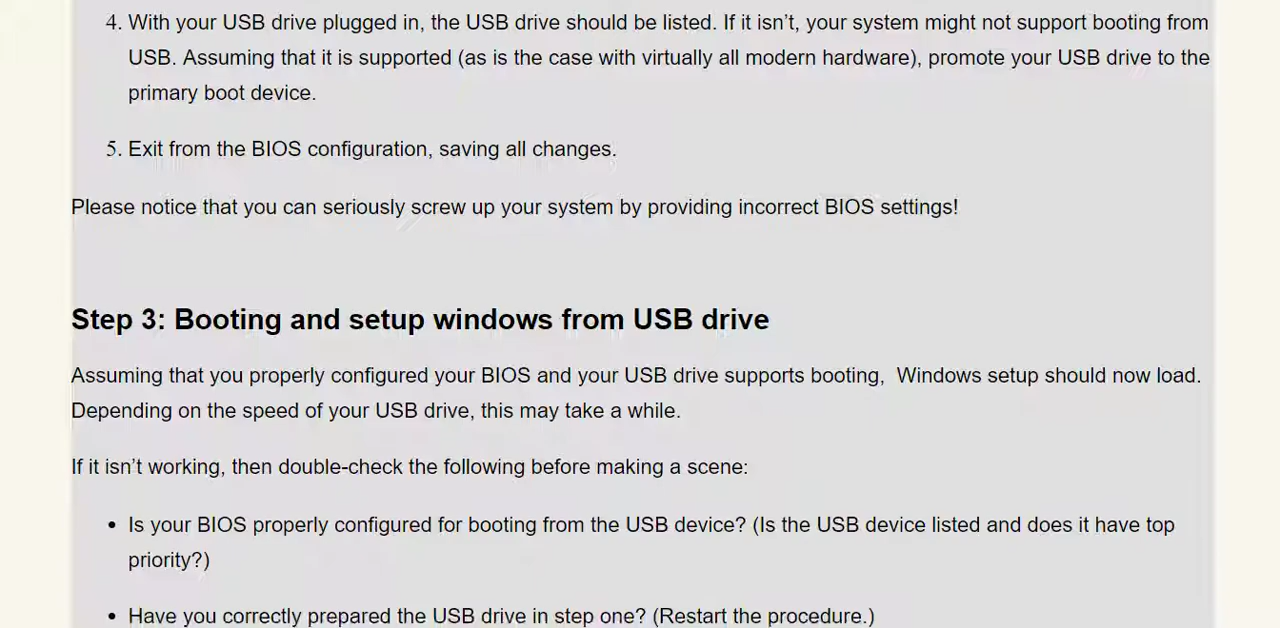 4. With your USB drive plugged in, the USB drive should be listed. If it isn’t, your system might not support booting from
USB. Assuming that it is supported (as is the case with virtually all modern hardware), promote your USB drive to the
primary boot device.
5. Exit from the BIOS configuration, saving all changes.
Please notice that you can seriously screw up your system by providing incorrect BIOS settings!
Step 3: Booting and setup windows from USB drive
Assuming that you properly configured your BIOS and your USB drive supports booting,  Windows setup should now load.
Depending on the speed of your USB drive, this may take a while.
If it isn’t working, then double-check the following before making a scene:
• Is your BIOS properly configured for booting from the USB device? (Is the USB device listed and does it have top
priority?)
• Have you correctly prepared the USB drive in step one? (Restart the procedure.)